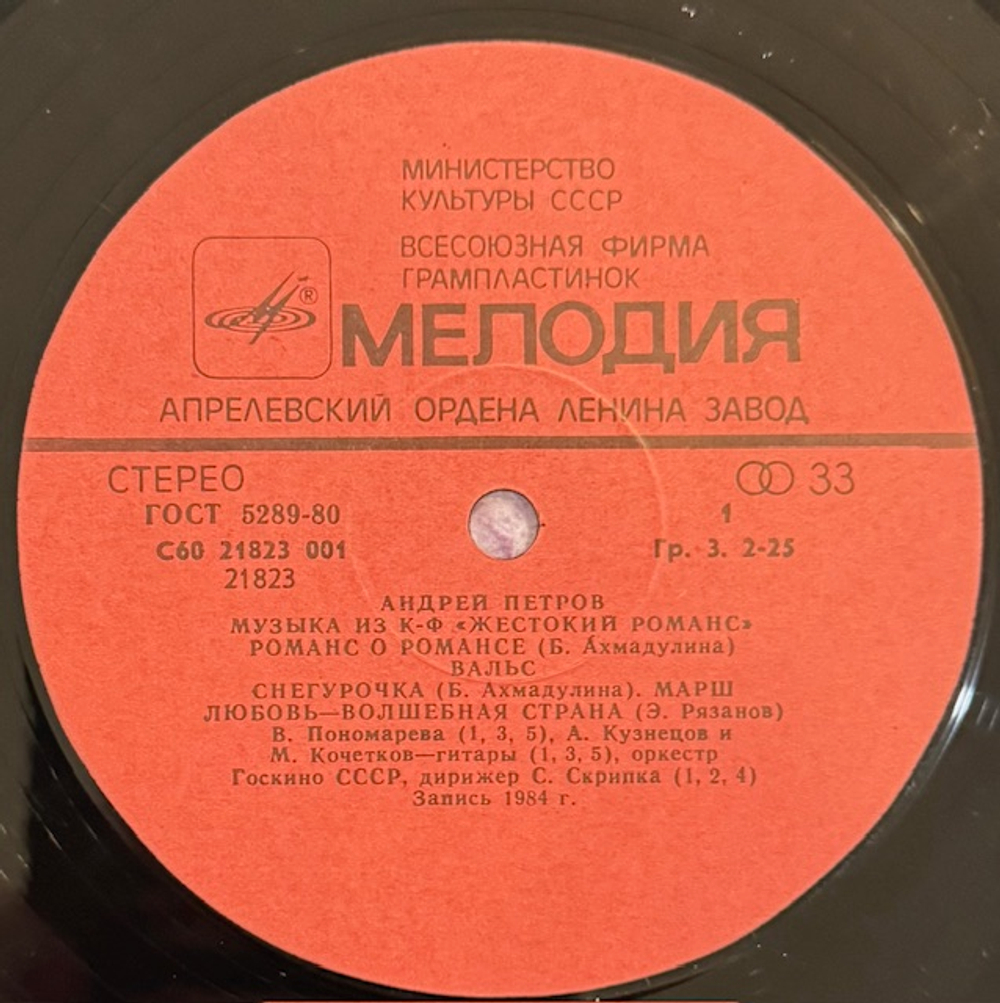 МИНИСТЕРСТВО
КУЛЬТУРЫ СССР
ВСЕСОЮЗНАЯ ФИРМА
ГРАМПЛАСТИНОК
® МЕЛОДИЯ
АПРЕЛЕВСКИЙ ОРДЕНА ЛЕНИНА ЗАВОД
СТЕРЕО 33
ГОСТ 5289-80 1
С60 21823 001 Гр. 3. 2-25
21823
АНДРЕЙ ПЕТРОВ
МУЗЫКА ИЗ К-Ф «ЖЕСТОКИЙ РОМАНС»
РОМАНС О РОМАНСЕ (Б. Ахмадулина)
ВАЛЬС
СНЕГУРОЧКА (Б. Ахмадулина). МАРШ
ЛЮБОВЬ—ВОЛШЕБНАЯ СТРАНА (Э. Рязанов)
В. Пономарева (1, 3, 5), А. Кузнецов и
М. Кочетков—гитары (1, 3, 5), оркестр
Госкино СССР, дирижер С. Скрипка (1, 2, 4)
Запись 1984 г.